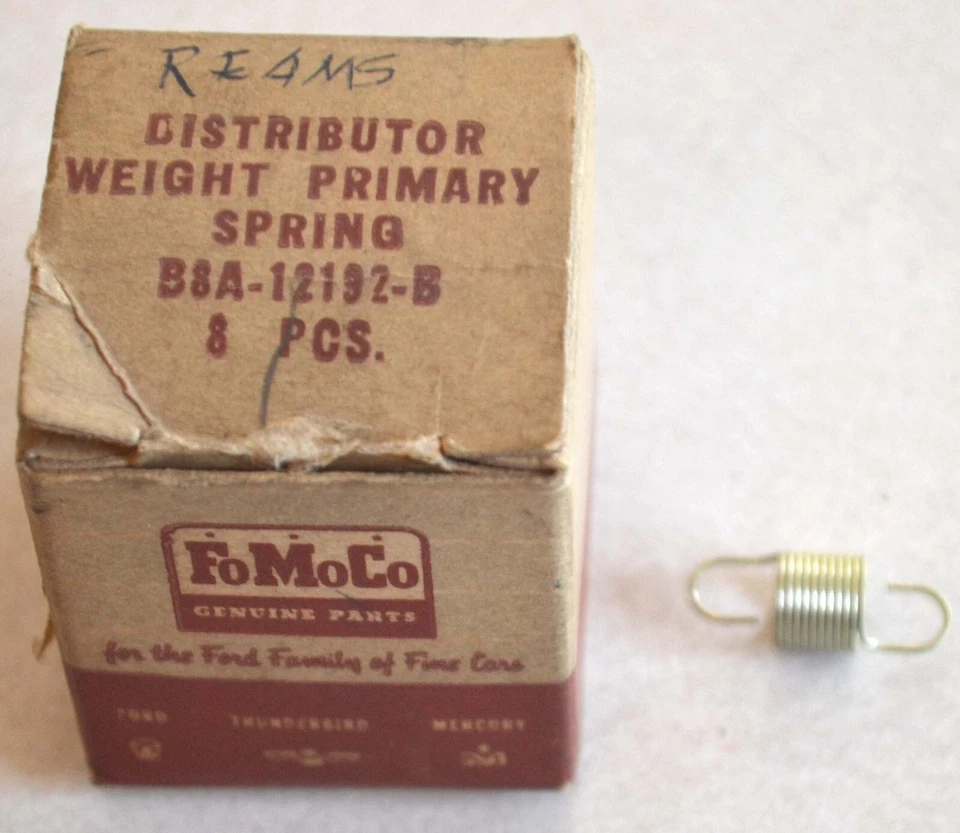 REAMS
DISTRIBUTOR
WEIGHT PRIMARY
SPRING
B8A-12192-B
8 PCS.
FoMoCo
GENUINE PARTS
for the Ford Family of Fine Cars
FORD THUNDERBIRD MERCURY